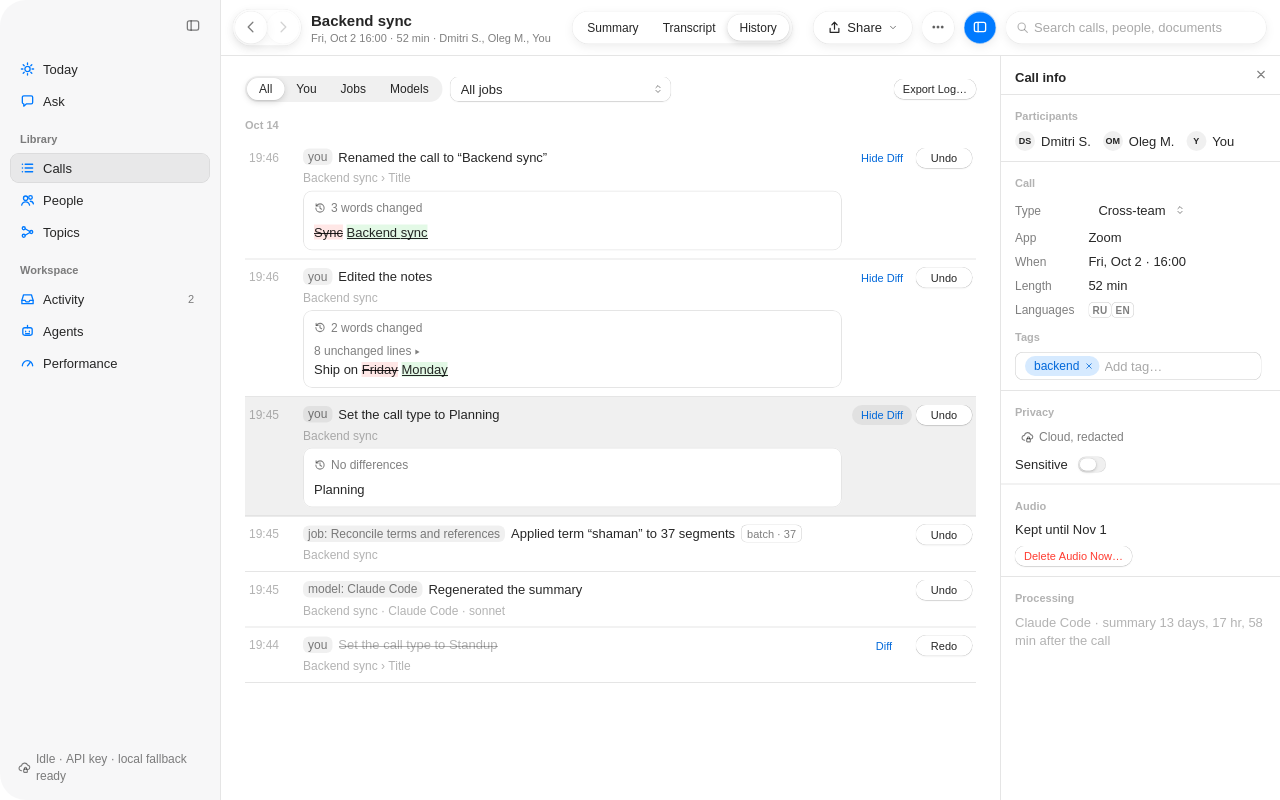 Backend sync
Fri, Oct 2 16:00 · 52 min · Dmitri S., Oleg M., You
Summary
Transcript
History
Share
Search calls, people, documents
Today
Ask
Library
Calls
People
Topics
Workspace
Activity 2
Agents
Performance
Idle · API key · local fallback
ready
All
You
Jobs
Models
All jobs
Export Log…
Oct 14
19:46 you Renamed the call to “Backend sync” Hide Diff Undo
Backend sync › Title
3 words changed
Sync Backend sync
19:46 you Edited the notes Hide Diff Undo
Backend sync
2 words changed
8 unchanged lines ▸
Ship on Friday Monday
19:45 you Set the call type to Planning Hide Diff Undo
Backend sync
No differences
Planning
19:45 job: Reconcile terms and references Applied term “shaman” to 37 segments batch · 37 Undo
Backend sync
19:45 model: Claude Code Regenerated the summary Undo
Backend sync · Claude Code · sonnet
19:44 you Set the call type to Standup Diff Redo
Backend sync › Title
Call info
Participants
DS Dmitri S. OM Oleg M. Y You
Call
Type Cross-team
App Zoom
When Fri, Oct 2 · 16:00
Length 52 min
Languages RU EN
Tags
backend × Add tag…
Privacy
Cloud, redacted
Sensitive
Audio
Kept until Nov 1
Delete Audio Now…
Processing
Claude Code · summary 13 days, 17 hr, 58
min after the call